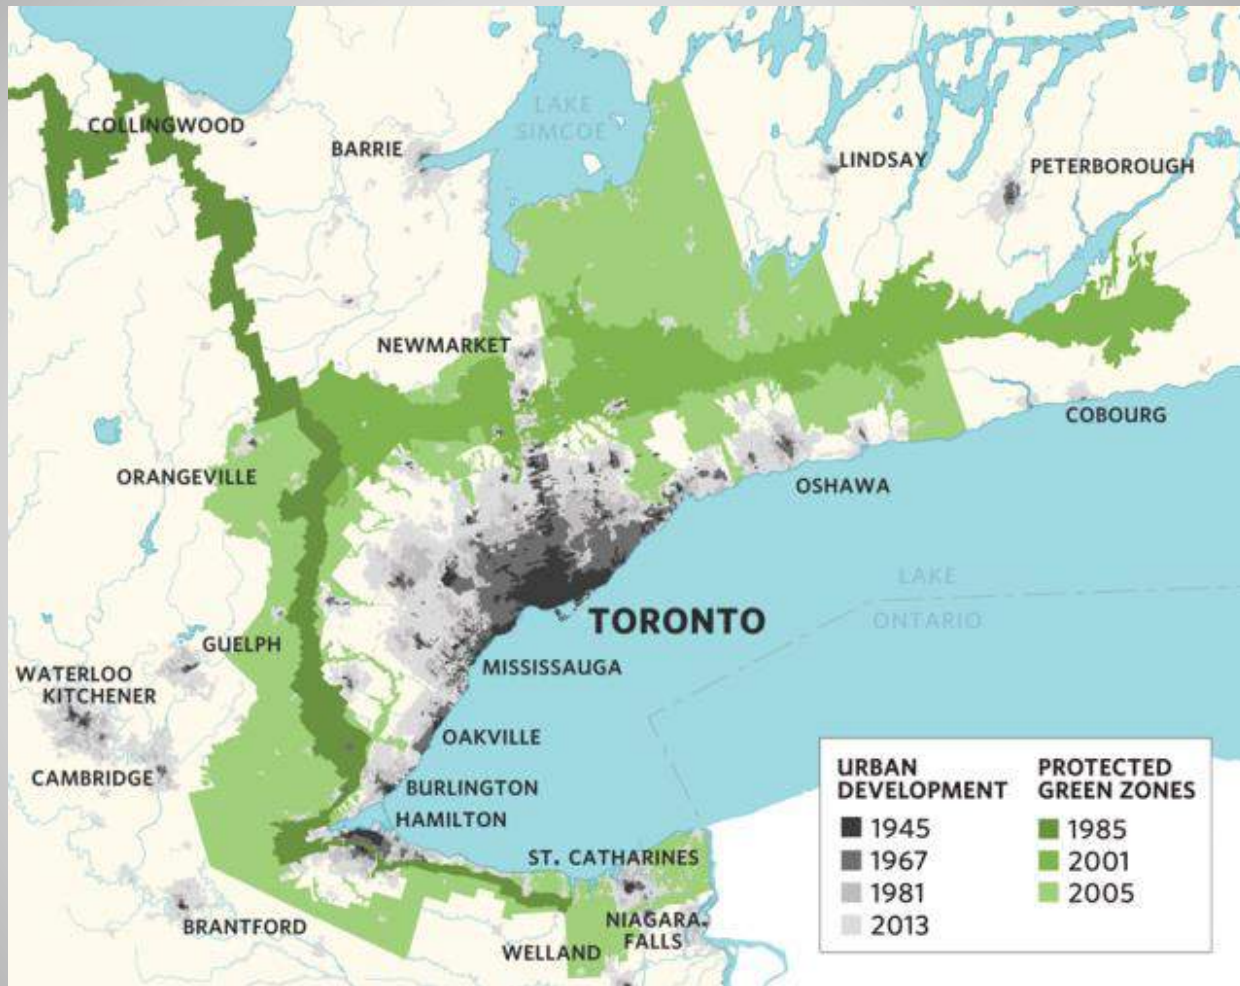 COLLINGWOOD
BARRIE
LAKE
SIMCOE
LINDSAY
PETERBOROUGH
NEWMARKET
COBOURG
ORANGEVILLE
OSHAWA
LAKE
ONTARIO
TORONTO
GUELPH
MISSISSAUGA
WATERLOO
KITCHENER
OAKVILLE
CAMBRIDGE
BURLINGTON
HAMILTON
ST. CATHARINES
BRANTFORD
NIAGARA
FALLS
WELLAND
URBAN
DEVELOPMENT
1945
1967
1981
2013
PROTECTED
GREEN ZONES
1985
2001
2005